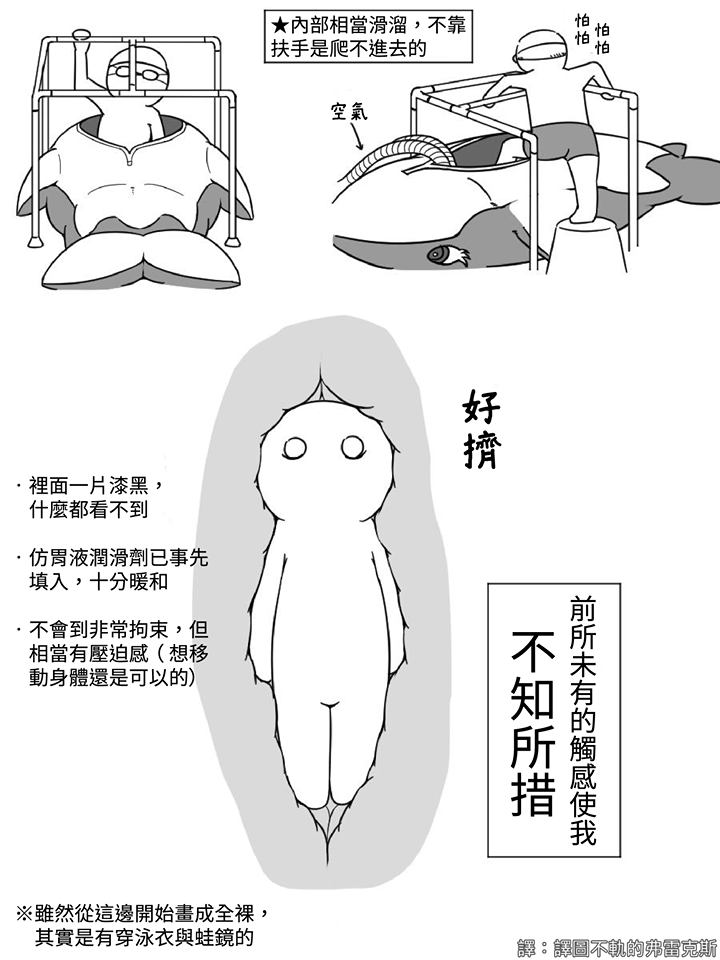 ★內部相當滑溜，不靠
扶手是爬不進去的
怕怕
怕怕
空氣
好擠
・裡面一片漆黑，
什麼都看不到
・仿胃液潤滑劑已事先
填入，十分暖和
・不會到非常拘束，但
相當有壓迫感（想移
動身體還是可以的）
前所未有的觸感使我
不知所措
※雖然從這邊開始畫成全裸，
其實是有穿泳衣與蛙鏡的
譯：譯圖不軌的弗雷克斯